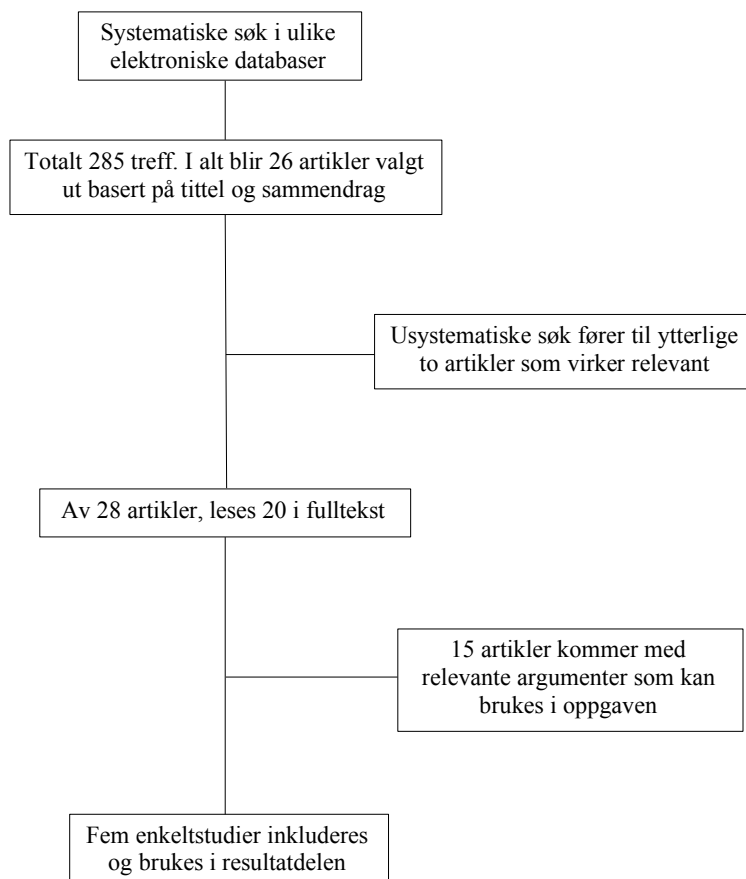 Systematiske søk i ulike
elektroniske databaser
Totalt 285 treff. I alt blir 26 artikler valgt
ut basert på tittel og sammendrag
Usystematiske søk fører til ytterlige
to artikler som virker relevant
Av 28 artikler, leses 20 i fulltekst
15 artikler kommer med
relevante argumenter som kan
brukes i oppgaven
Fem enkeltstudier inkluderes
og brukes i resultatdelen